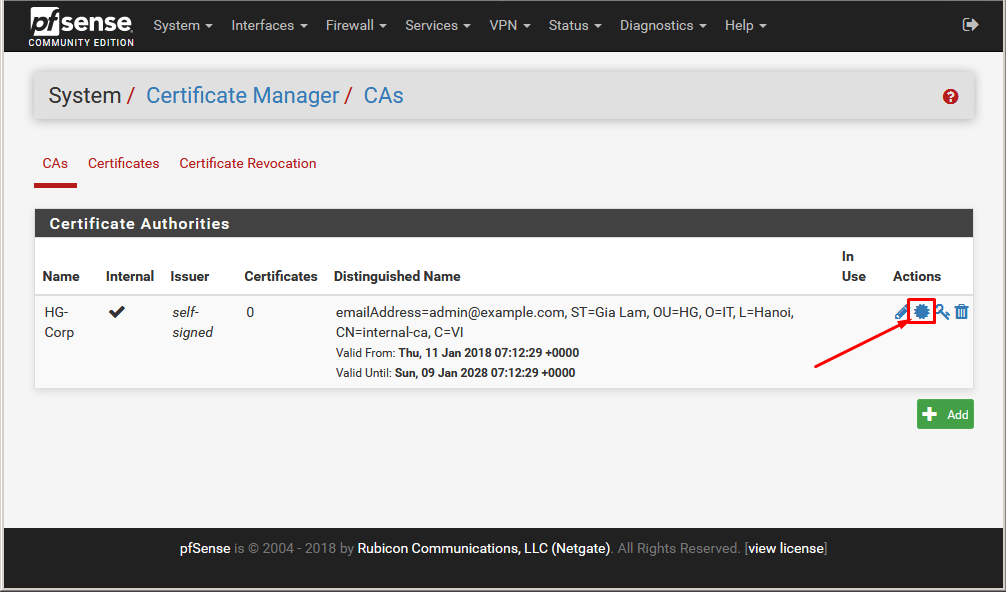 pfsense
COMMUNITY EDITION
System Interfaces Firewall Services VPN Status Diagnostics Help
System / Certificate Manager / CAs
?
CAs Certificates Certificate Revocation
Certificate Authorities
Name Internal Issuer Certificates Distinguished Name In Use Actions
HG-Corp self-signed 0 emailAddress=admin@example.com, ST=Gia Lam, OU=HG, O=IT, L=Hanoi,
CN=internal-ca, C=VI
Valid From: Thu, 11 Jan 2018 07:12:29 +0000
Valid Until: Sun, 09 Jan 2028 07:12:29 +0000
Add
pfSense is © 2004 - 2018 by Rubicon Communications, LLC (Netgate). All Rights Reserved. [view license]